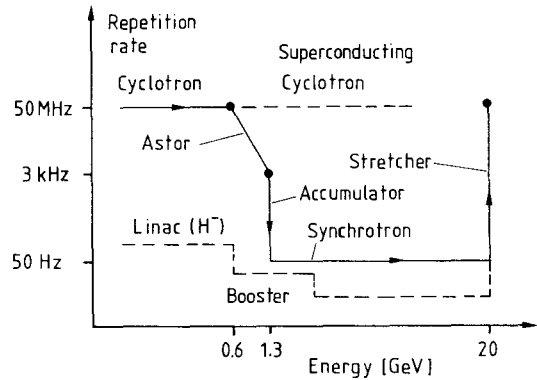 Repetition
rate
Superconducting
Cyclotron
Cyclotron
50 MHz
Astor
Stretcher
3 kHz
Accumulator
Linac (H⁻)
Synchrotron
50 Hz
Booster
0.6 1.3 20
Energy [GeV]